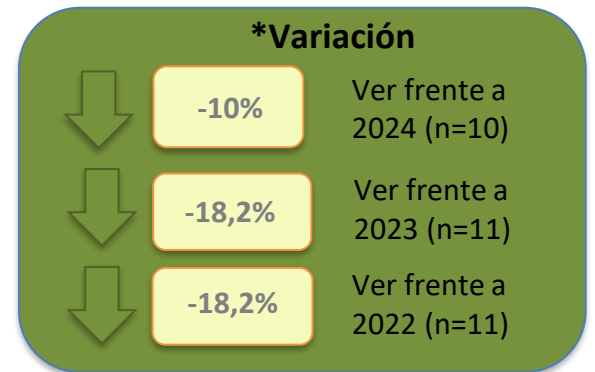 *Variación
-10%
Ver frente a
2024 (n=10)
-18,2%
Ver frente a
2023 (n=11)
-18,2%
Ver frente a
2022 (n=11)